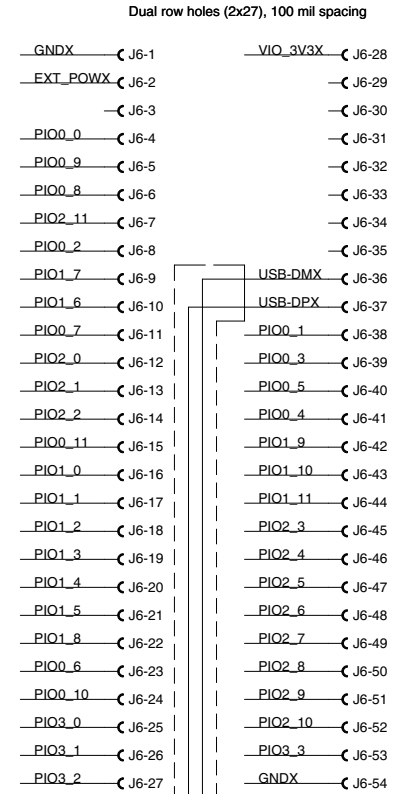 Dual row holes (2x27), 100 mil spacing
GNDX J6-1
EXT_POWX J6-2
J6-3
PIO0_0 J6-4
PIO0_9 J6-5
PIO0_8 J6-6
PIO2_11 J6-7
PIO0_2 J6-8
PIO1_7 J6-9
PIO1_6 J6-10
PIO0_7 J6-11
PIO2_0 J6-12
PIO2_1 J6-13
PIO2_2 J6-14
PIO0_11 J6-15
PIO1_0 J6-16
PIO1_1 J6-17
PIO1_2 J6-18
PIO1_3 J6-19
PIO1_4 J6-20
PIO1_5 J6-21
PIO1_8 J6-22
PIO0_6 J6-23
PIO0_10 J6-24
PIO3_0 J6-25
PIO3_1 J6-26
PIO3_2 J6-27
VIO_3V3X J6-28
J6-29
J6-30
J6-31
J6-32
J6-33
J6-34
J6-35
USB-DMX J6-36
USB-DPX J6-37
PIO0_1 J6-38
PIO0_3 J6-39
PIO0_5 J6-40
PIO0_4 J6-41
PIO1_9 J6-42
PIO1_10 J6-43
PIO1_11 J6-44
PIO2_3 J6-45
PIO2_4 J6-46
PIO2_5 J6-47
PIO2_6 J6-48
PIO2_7 J6-49
PIO2_8 J6-50
PIO2_9 J6-51
PIO2_10 J6-52
PIO3_3 J6-53
GNDX J6-54